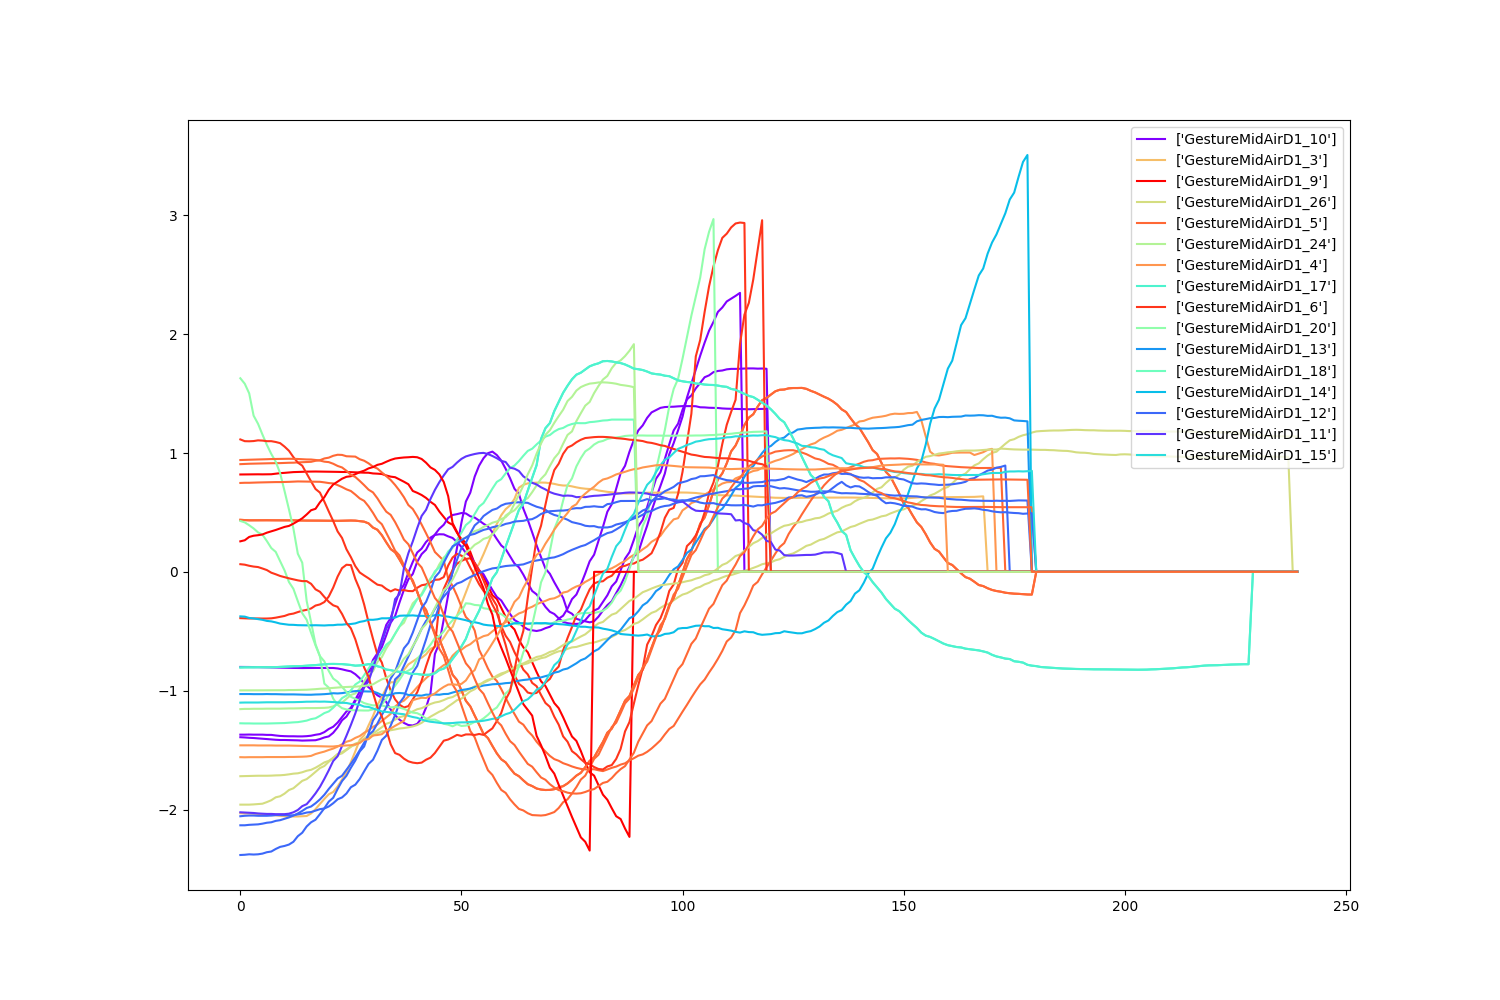 ['GestureMidAirD1_10']
['GestureMidAirD1_3']
['GestureMidAirD1_9']
['GestureMidAirD1_26']
['GestureMidAirD1_5']
['GestureMidAirD1_24']
['GestureMidAirD1_4']
['GestureMidAirD1_17']
['GestureMidAirD1_6']
['GestureMidAirD1_20']
['GestureMidAirD1_13']
['GestureMidAirD1_18']
['GestureMidAirD1_14']
['GestureMidAirD1_12']
['GestureMidAirD1_11']
['GestureMidAirD1_15']
3
2
1
0
−1
−2
0 50 100 150 200 250